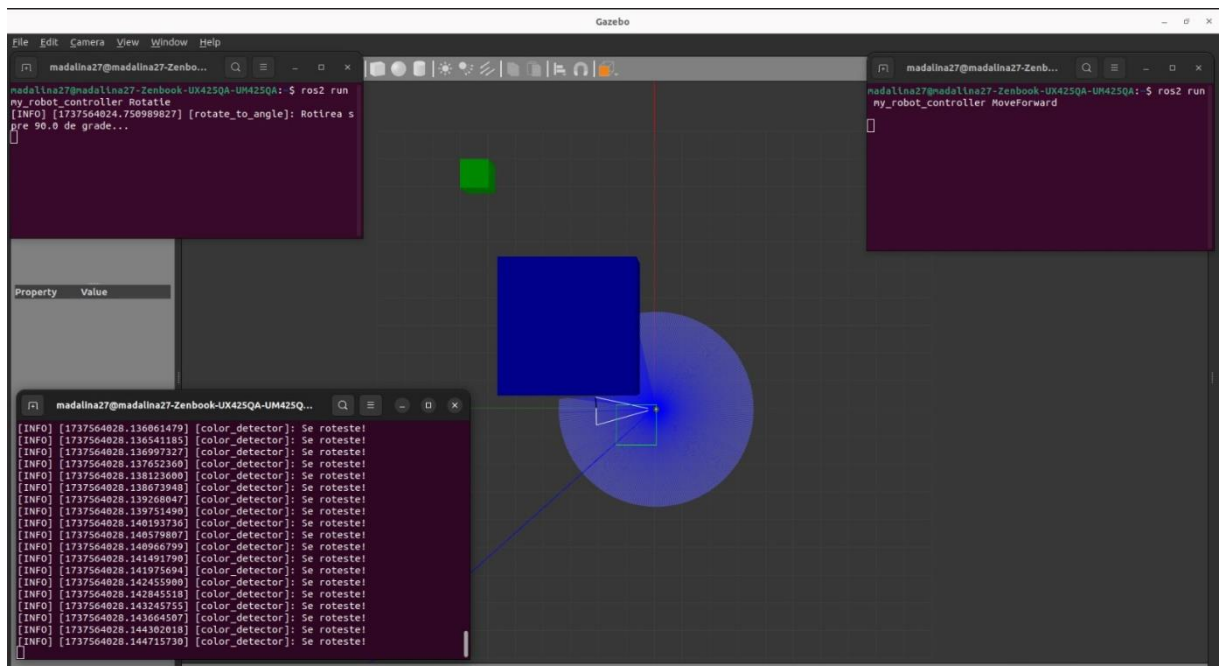 Gazebo
File Edit Camera View Window Help
madalina27@madalina27-Zenbo...
madalina27@madalina27-Zenbook-UX425QA-UM425QA:~$ ros2 run
my_robot_controller Rotatie
[INFO] [1737564024.750989827] [rotate_to_angle]: Rotirea s
pre 90.0 de grade...
madalina27@madalina27-Zenb...
madalina27@madalina27-Zenbook-UX425QA-UM425QA:~$ ros2 run
my_robot_controller MoveForward
Property Value
madalina27@madalina27-Zenbook-UX425QA-UM425Q...
[INFO] [1737564028.136061479] [color_detector]: Se roteste!
[INFO] [1737564028.136541185] [color_detector]: Se roteste!
[INFO] [1737564028.136997327] [color_detector]: Se roteste!
[INFO] [1737564028.137652360] [color_detector]: Se roteste!
[INFO] [1737564028.138123600] [color_detector]: Se roteste!
[INFO] [1737564028.138673948] [color_detector]: Se roteste!
[INFO] [1737564028.139268047] [color_detector]: Se roteste!
[INFO] [1737564028.139751490] [color_detector]: Se roteste!
[INFO] [1737564028.140193736] [color_detector]: Se roteste!
[INFO] [1737564028.140579807] [color_detector]: Se roteste!
[INFO] [1737564028.140966799] [color_detector]: Se roteste!
[INFO] [1737564028.141491790] [color_detector]: Se roteste!
[INFO] [1737564028.141975694] [color_detector]: Se roteste!
[INFO] [1737564028.142455900] [color_detector]: Se roteste!
[INFO] [1737564028.142845518] [color_detector]: Se roteste!
[INFO] [1737564028.143245755] [color_detector]: Se roteste!
[INFO] [1737564028.143664507] [color_detector]: Se roteste!
[INFO] [1737564028.144302018] [color_detector]: Se roteste!
[INFO] [1737564028.144715730] [color_detector]: Se roteste!